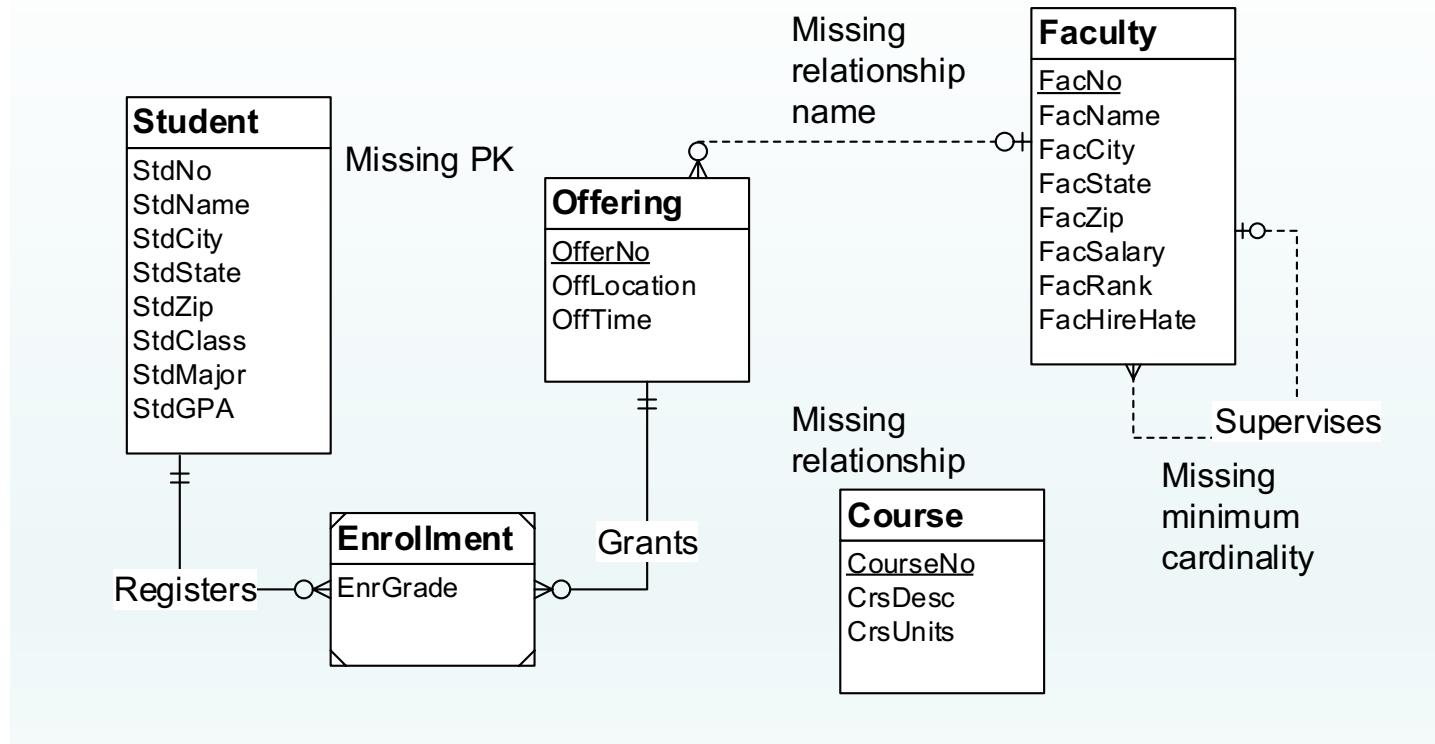 Student
StdNo
StdName
StdCity
StdState
StdZip
StdClass
StdMajor
StdGPA
Missing PK
Offering
OfferNo
OffLocation
OffTime
Missing
relationship
name
Faculty
FacNo
FacName
FacCity
FacState
FacZip
FacSalary
FacRank
FacHireHate
Supervises
Missing
minimum
cardinality
Missing
relationship
Course
CourseNo
CrsDesc
CrsUnits
Registers
Enrollment
EnrGrade
Grants